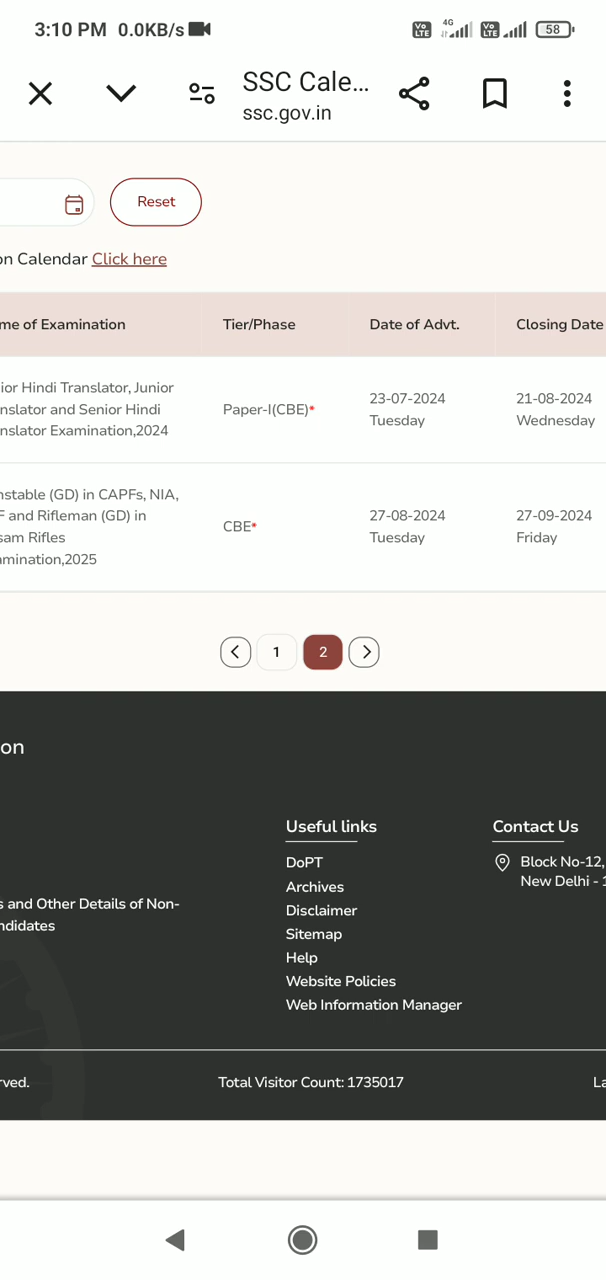 3:10 PM 0.0KB/s
Vo LTE 4G Vo LTE 58
SSC Cale...
ssc.gov.in
Reset
on Calendar Click here
me of Examination Tier/Phase Date of Advt. Closing Date
ior Hindi Translator, Junior
nslator and Senior Hindi
nslator Examination,2024
Paper-I(CBE)*
23-07-2024
Tuesday
21-08-2024
Wednesday
nstable (GD) in CAPFs, NIA,
F and Rifleman (GD) in
sam Rifles
amination,2025
CBE*
27-08-2024
Tuesday
27-09-2024
Friday
1 2
on
s and Other Details of Non-
ndidates
Useful links
DoPT
Archives
Disclaimer
Sitemap
Help
Website Policies
Web Information Manager
Contact Us
Block No-12,
New Delhi - 1
rved.
Total Visitor Count: 1735017
La